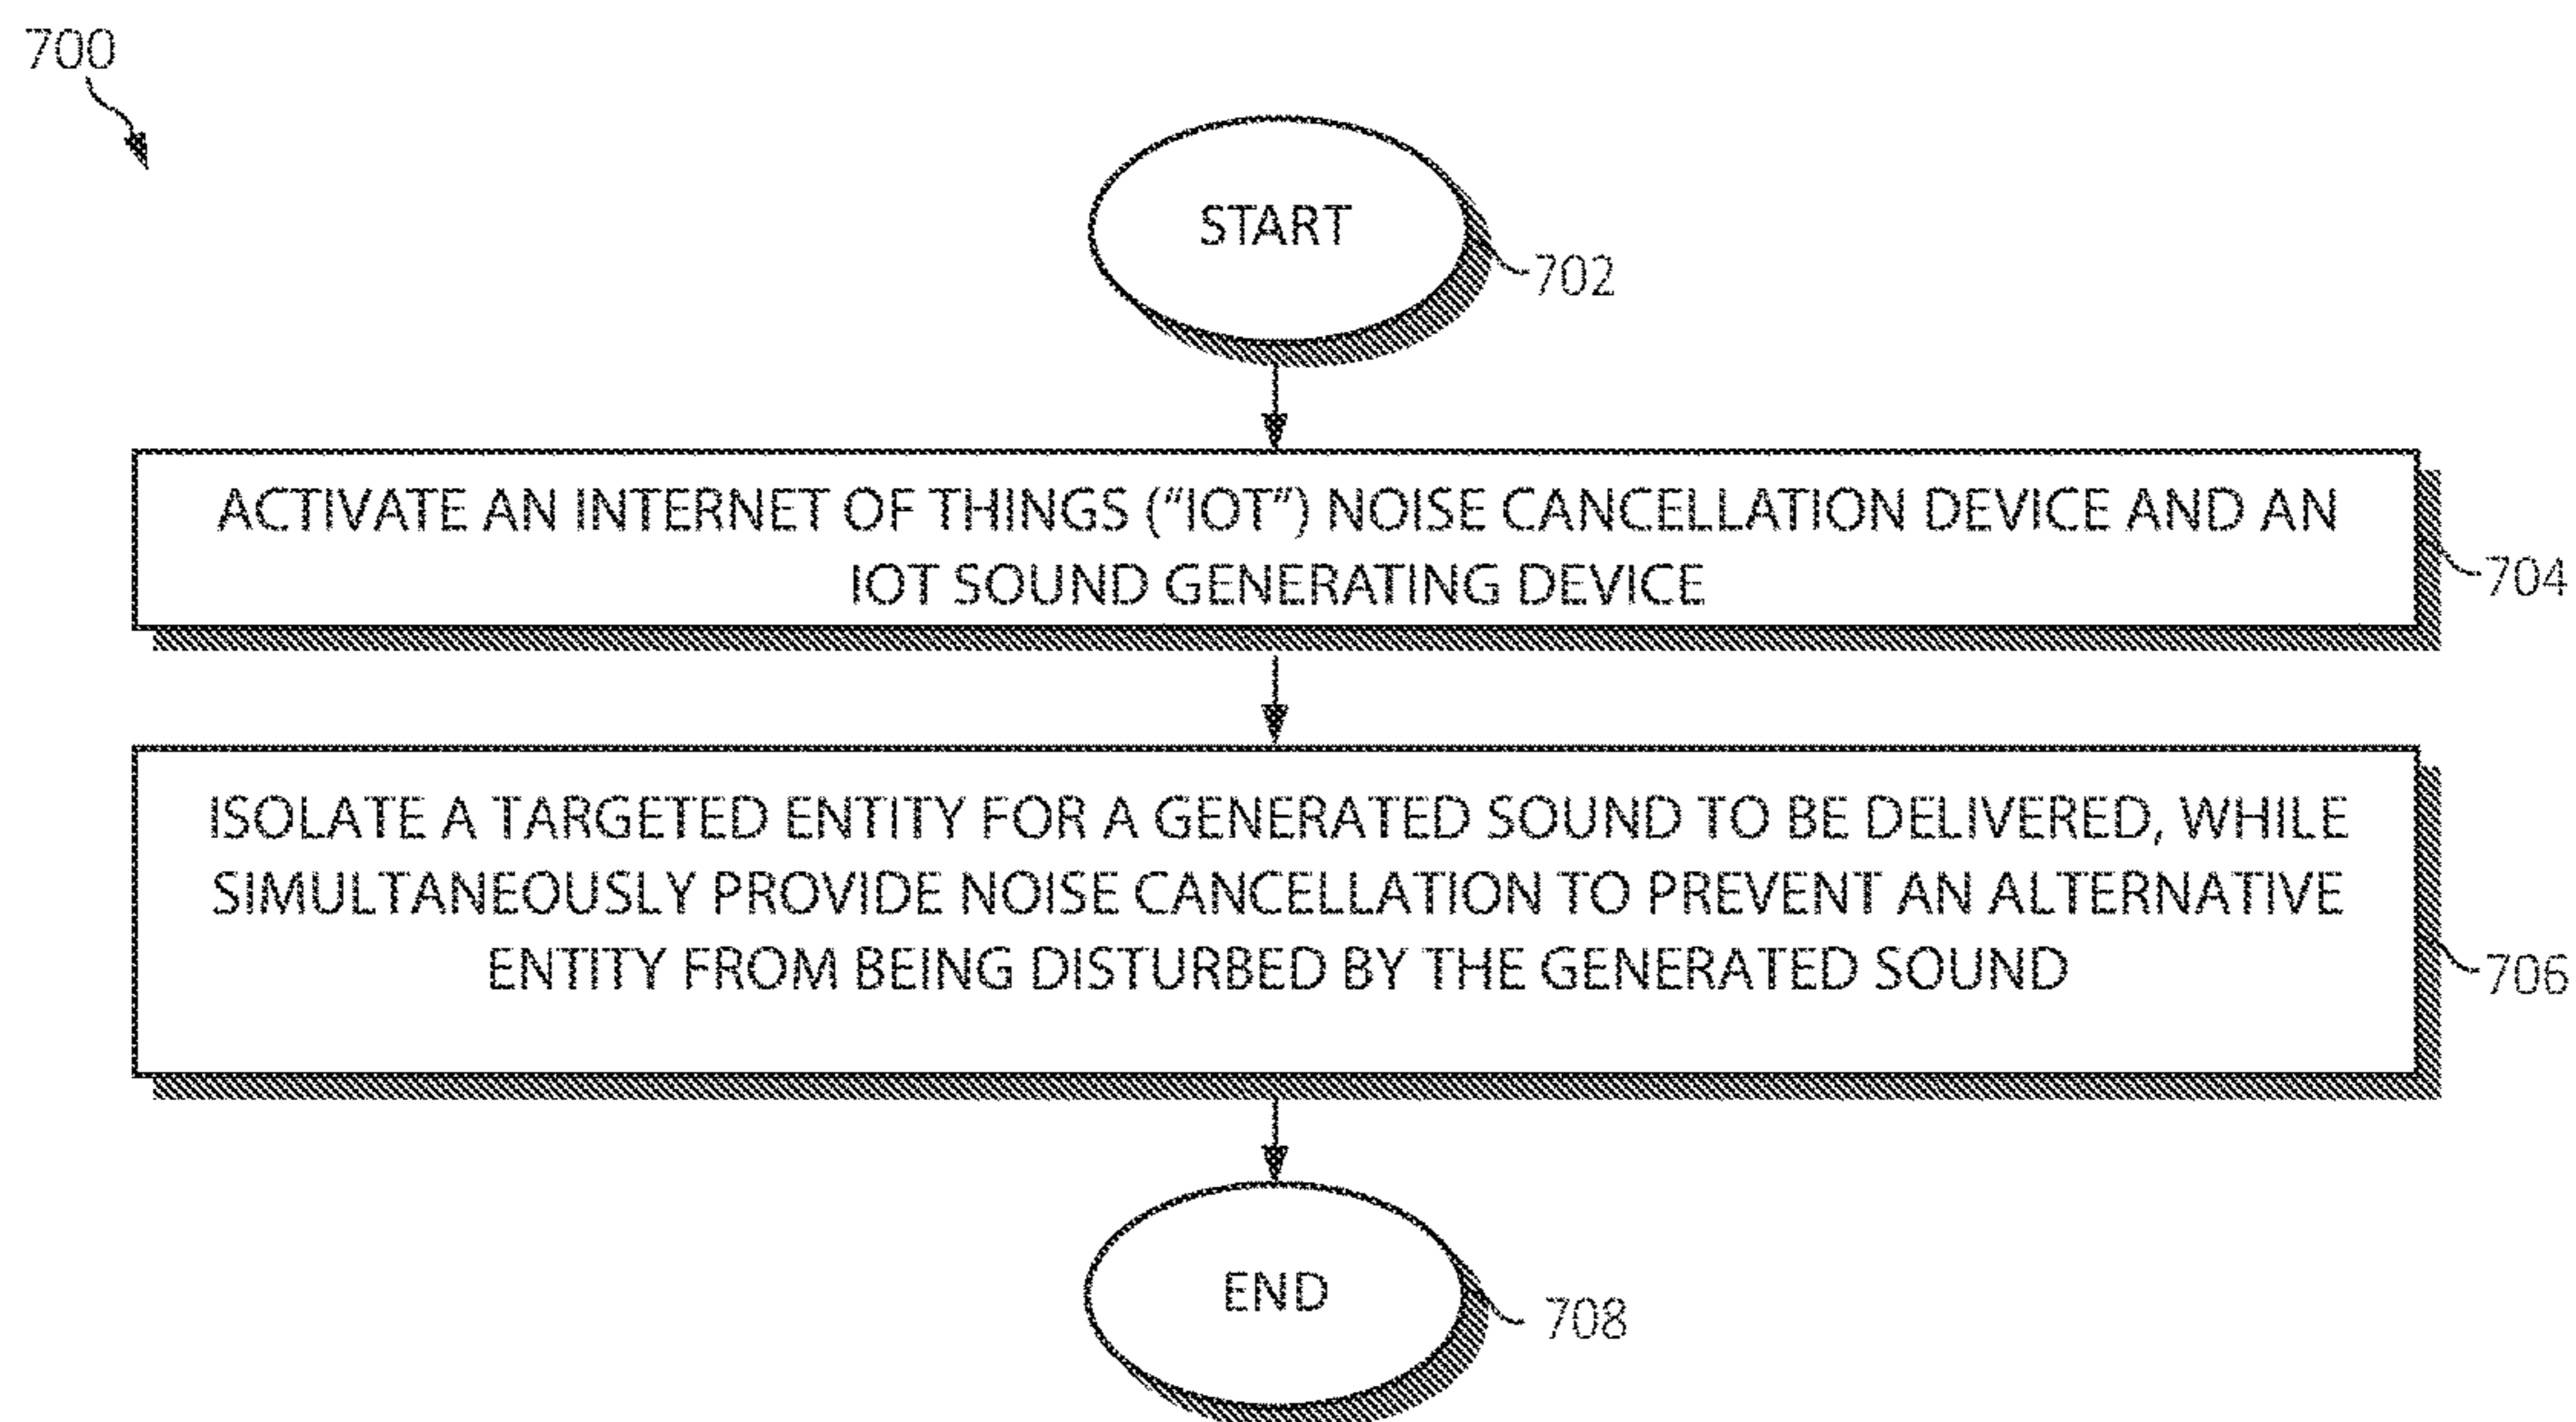 700
START
702
ACTIVATE AN INTERNET OF THINGS ("IOT") NOISE CANCELLATION DEVICE AND AN
IOT SOUND GENERATING DEVICE
704
ISOLATE A TARGETED ENTITY FOR A GENERATED SOUND TO BE DELIVERED, WHILE
SIMULTANEOUSLY PROVIDE NOISE CANCELLATION TO PREVENT AN ALTERNATIVE
ENTITY FROM BEING DISTURBED BY THE GENERATED SOUND
706
END
708